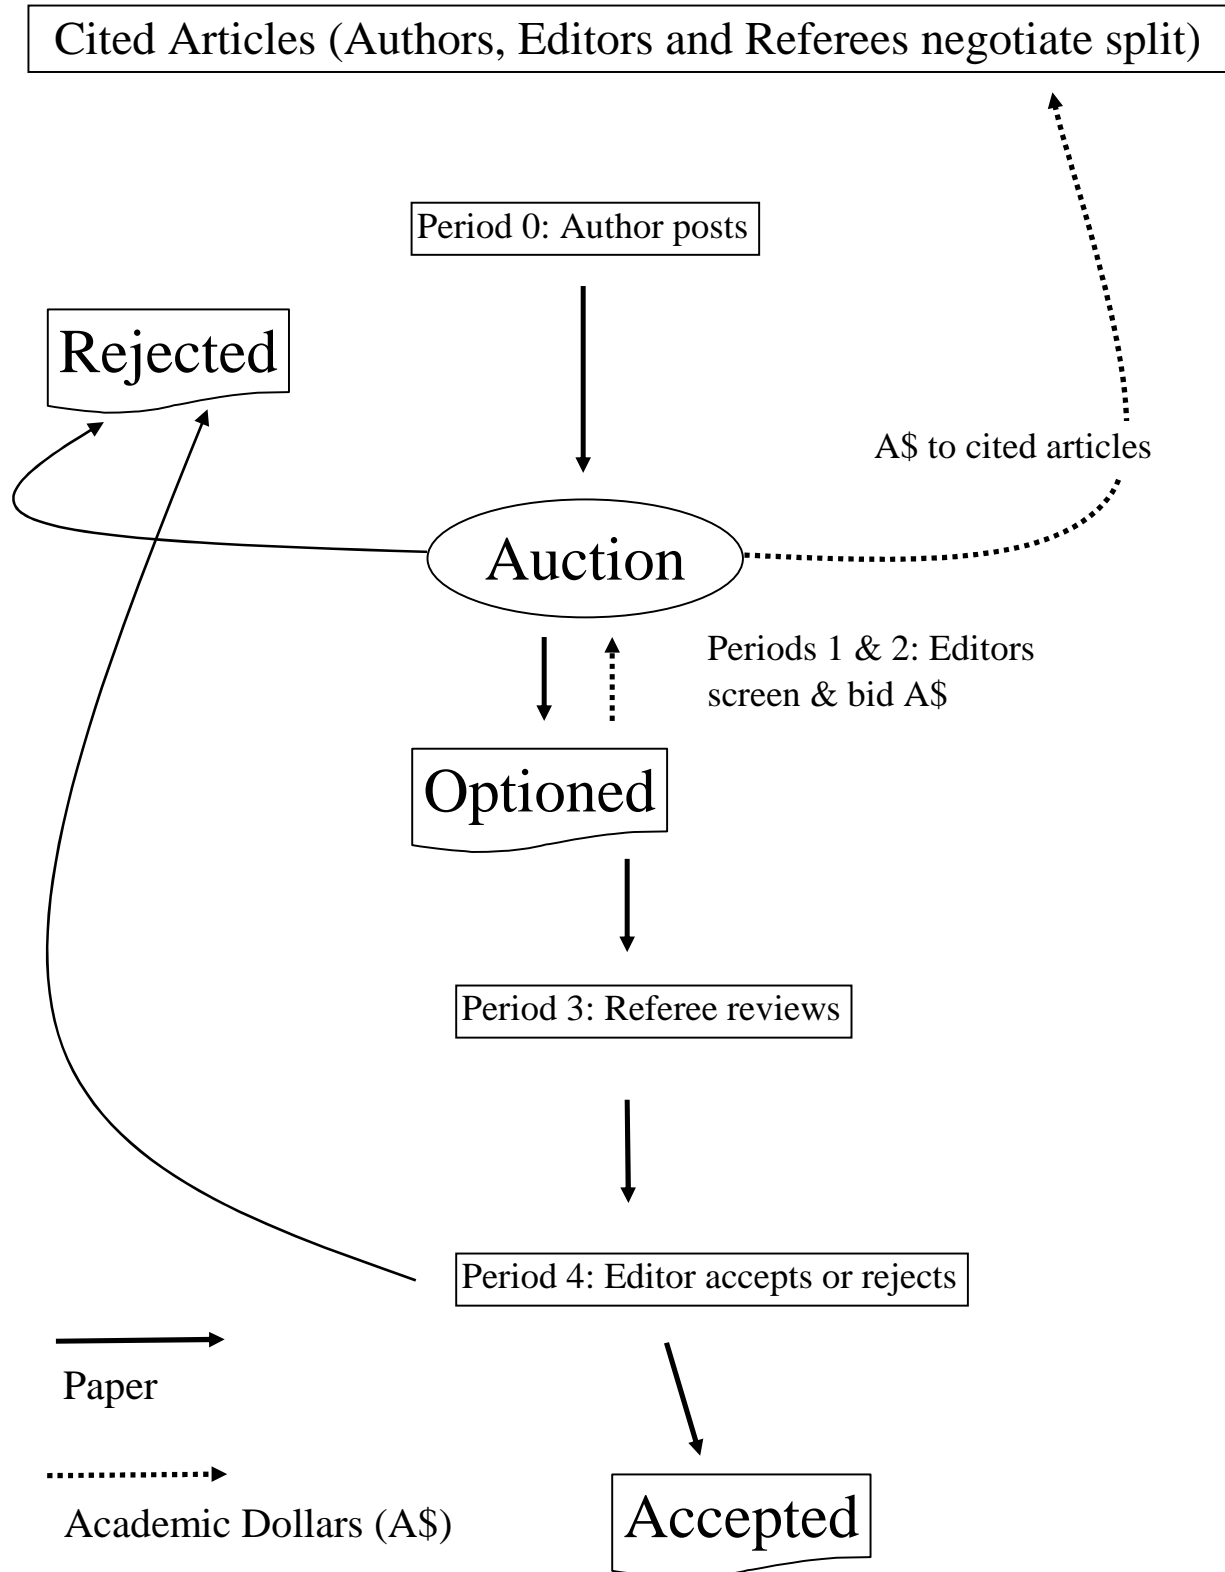 Cited Articles (Authors, Editors and Referees negotiate split)
Period 0: Author posts
Rejected
A$ to cited articles
Auction
Periods 1 & 2: Editors
screen & bid A$
Optioned
Period 3: Referee reviews
Period 4: Editor accepts or rejects
Paper
Academic Dollars (A$)
Accepted